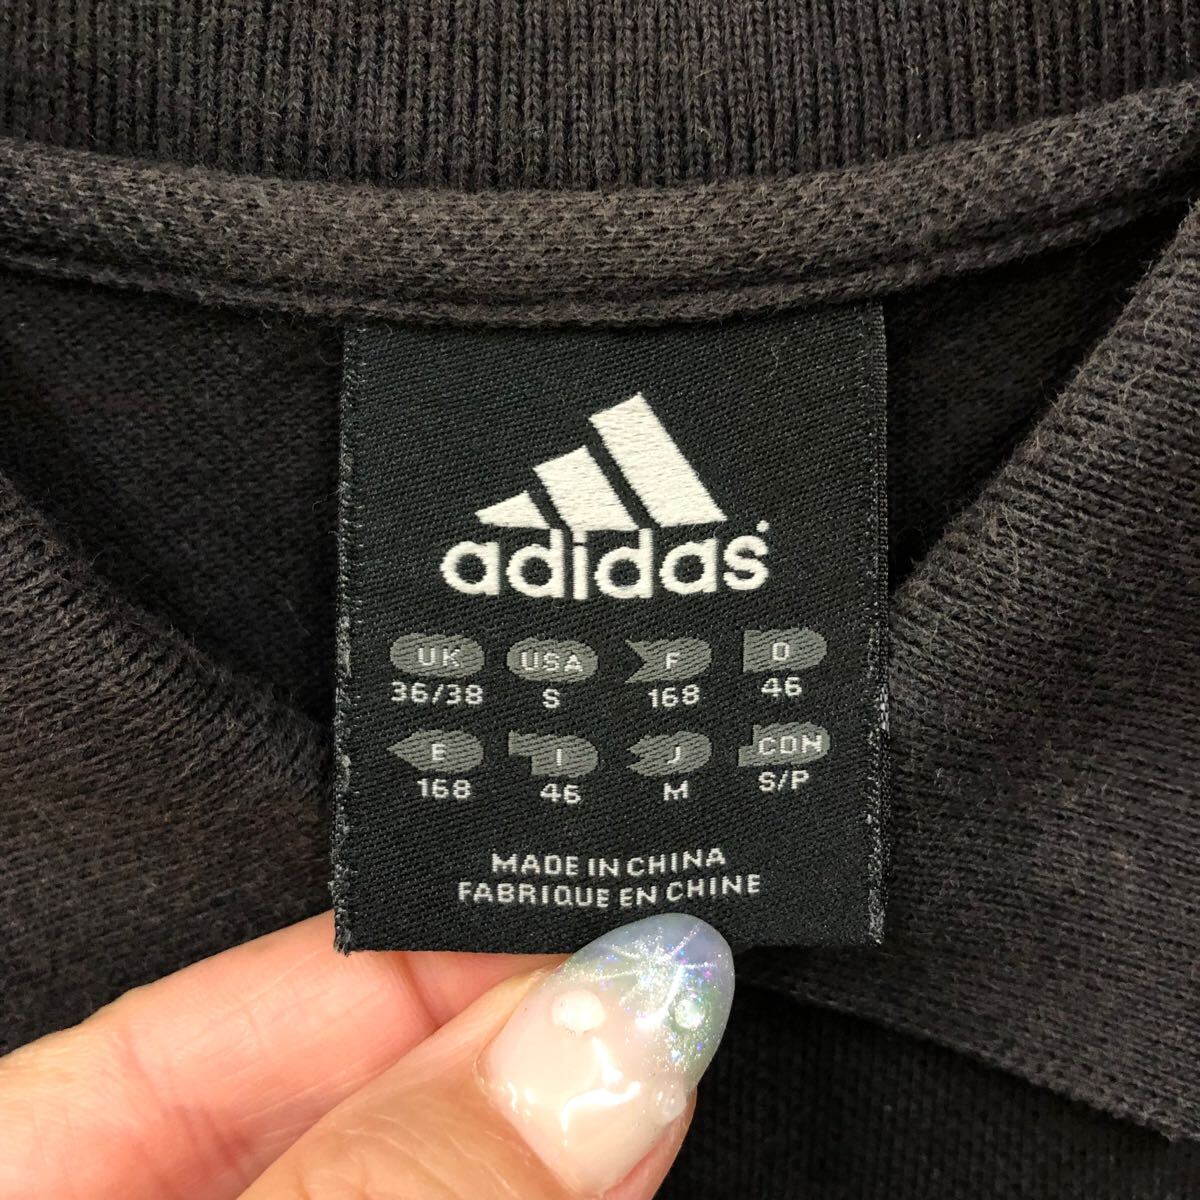 adidas
UK USA F D
36/38 S 168 46
E I J CDN
168 46 M S/P
MADE IN CHINA
FABRIQUE EN CHINE